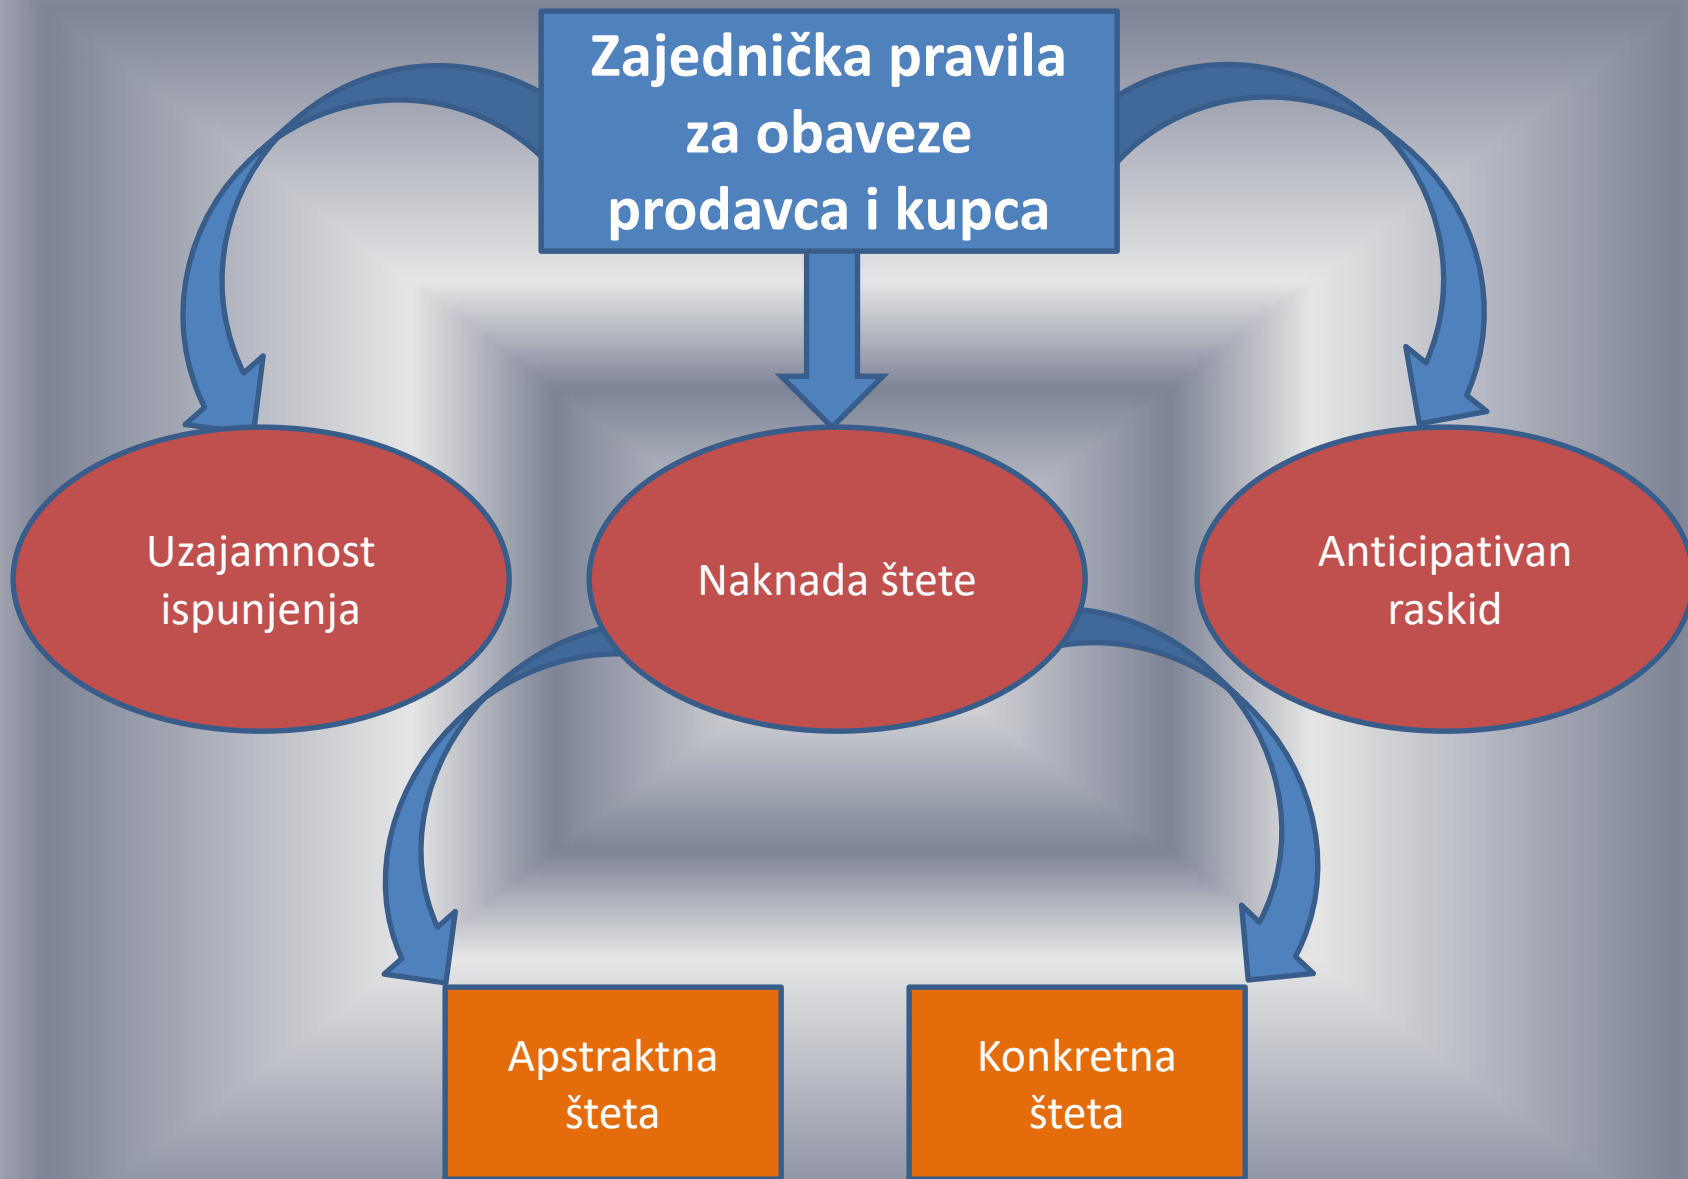 Zajednička pravila
za obaveze
prodavca i kupca
Uzajamnost
ispunjenja
Naknada štete
Anticipativan
raskid
Apstraktna
šteta
Konkretna
šteta